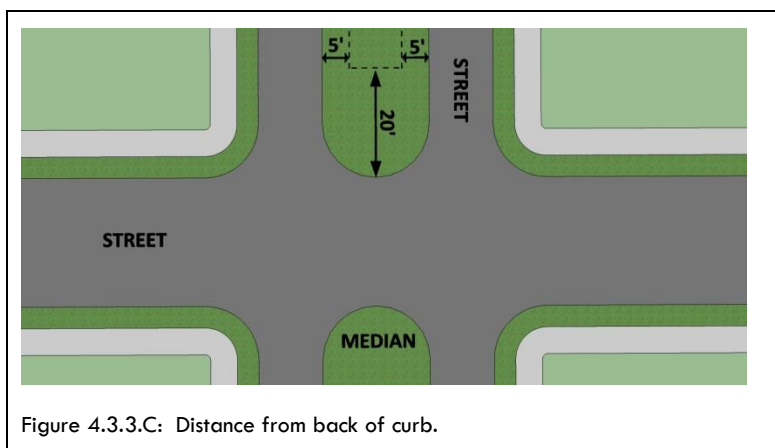 5'
5'
STREET
20'
STREET
MEDIAN
Figure 4.3.3.C: Distance from back of curb.